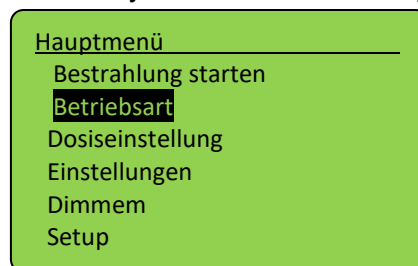 Hauptmenü
Bestrahlung starten
Betriebsart
Dosiseinstellung
Einstellungen
Dimmem
Setup